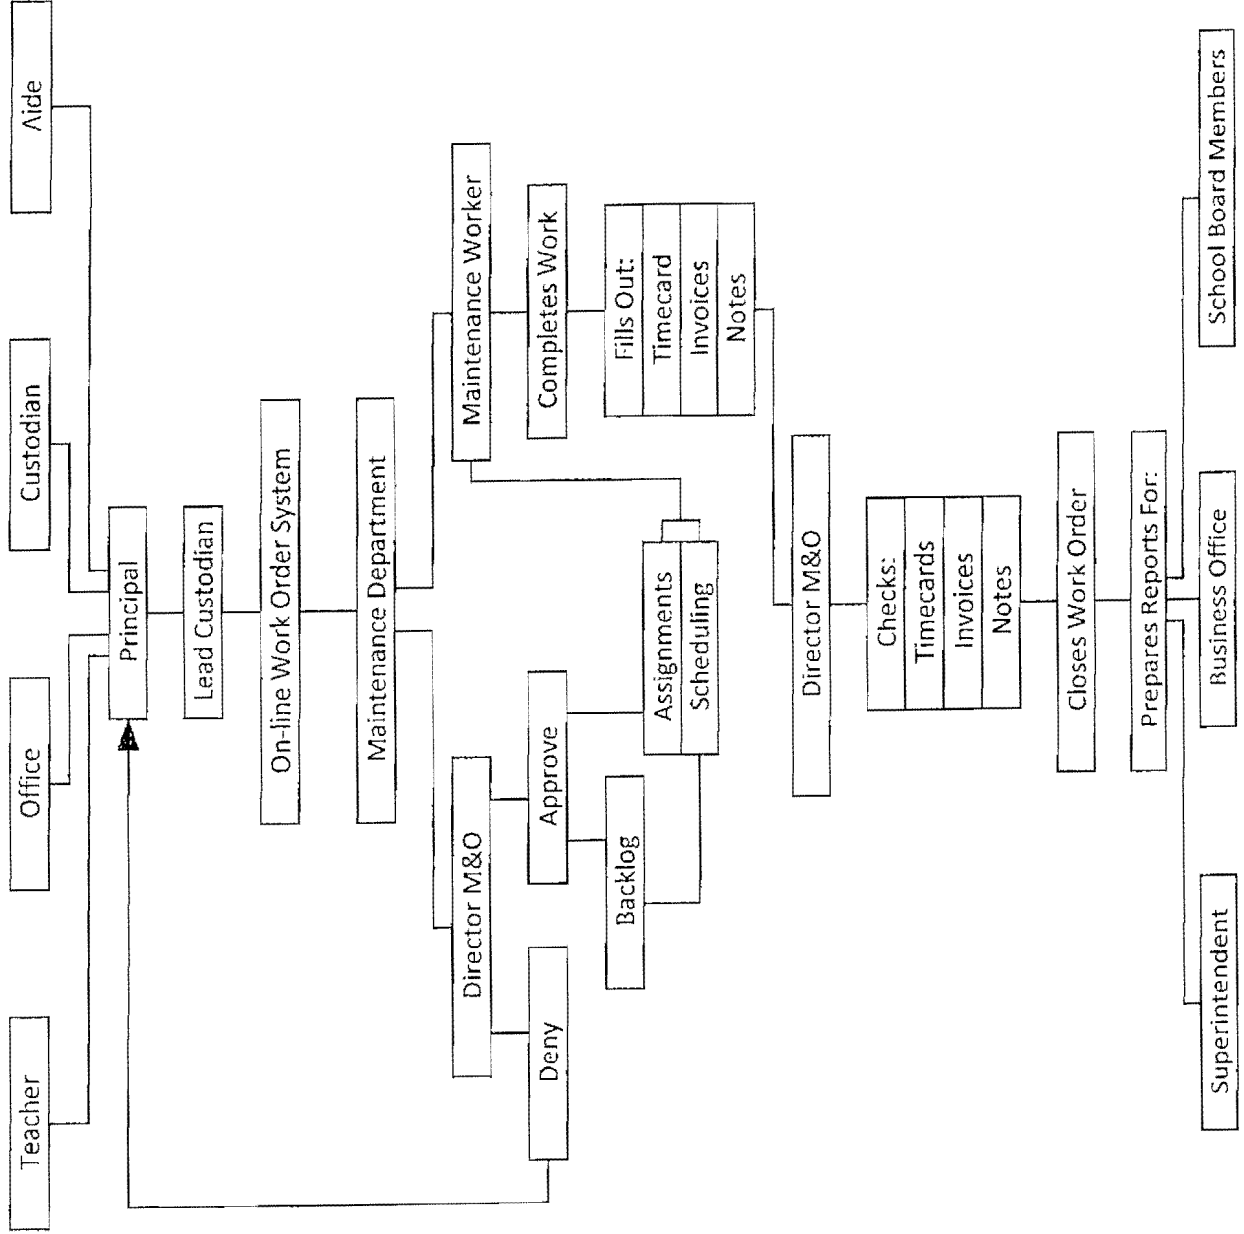 Teacher
Office
Custodian
Aide
Principal
Lead Custodian
On-line Work Order System
Maintenance Department
Director M&O
Maintenance Worker
Deny
Approve
Completes Work
Backlog
Fills Out:
Timecard
Invoices
Notes
Assignments
Scheduling
Director M&O
Checks:
Timecards
Invoices
Notes
Closes Work Order
Prepares Reports For:
Superintendent
Business Office
School Board Members